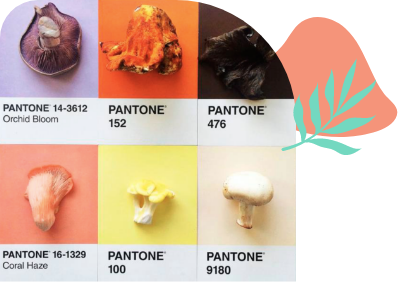 PANTONE® 14-3612
Orchid Bloom
PANTONE®
152
PANTONE®
476
PANTONE® 16-1329
Coral Haze
PANTONE®
100
PANTONE®
9180